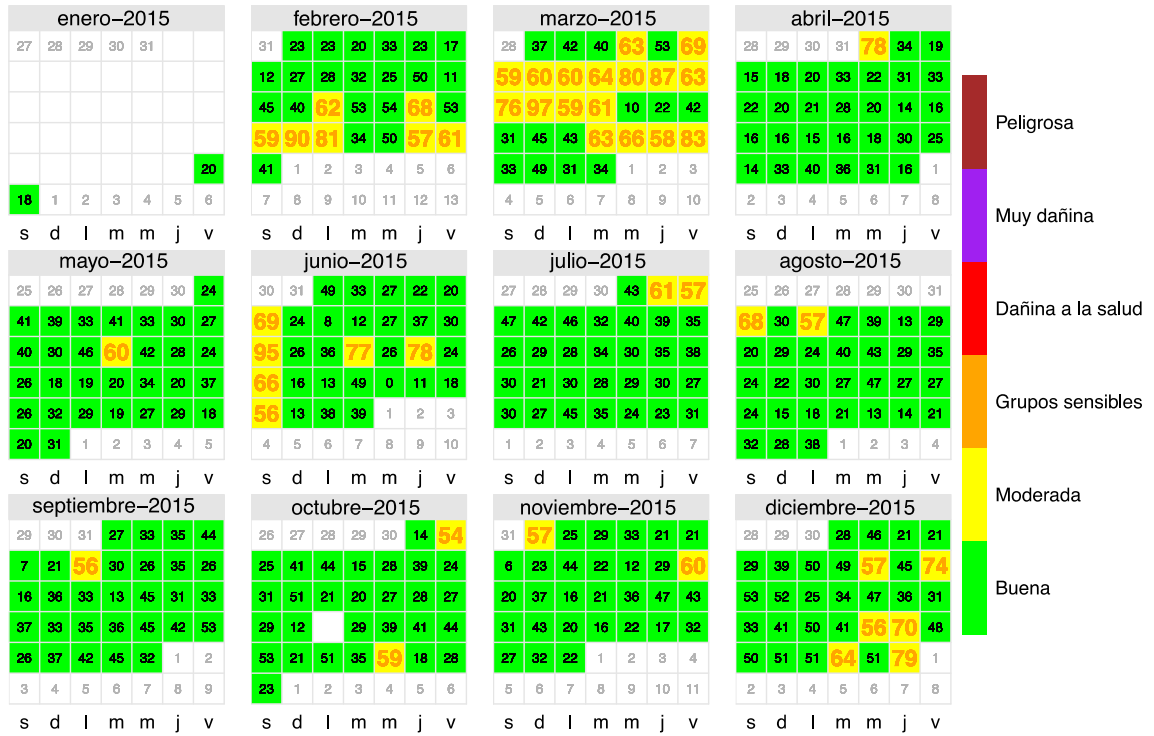 enero−2015
27 28 29 30 31
20
18 1 2 3 4 5 6
s d l m m j v
febrero−2015
31 23 23 20 33 23 17
12 27 28 32 25 50 11
45 40 62 53 54 68 53
59 90 81 34 50 57 61
41 1 2 3 4 5 6
7 8 9 10 11 12 13
s d l m m j v
marzo−2015
28 37 42 40 63 53 69
59 60 60 64 80 87 63
76 97 59 61 10 22 42
31 45 43 63 66 58 83
33 49 31 34 1 2 3
4 5 6 7 8 9 10
s d l m m j v
abril−2015
28 29 30 31 78 34 19
15 18 20 33 22 31 33
22 20 21 28 20 14 16
16 16 15 16 18 30 25
14 33 40 36 31 16 1
2 3 4 5 6 7 8
s d l m m j v
mayo−2015
25 26 27 28 29 30 24
41 39 33 41 33 30 27
40 30 46 60 42 28 24
26 18 19 20 34 20 37
26 32 29 19 27 29 18
20 31 1 2 3 4 5
s d l m m j v
junio−2015
30 31 49 33 27 22 20
69 24 8 12 27 37 30
95 26 36 77 26 78 24
66 16 13 49 0 11 18
56 13 38 39 1 2 3
4 5 6 7 8 9 10
s d l m m j v
julio−2015
27 28 29 30 43 61 57
47 42 46 32 40 39 35
26 29 28 34 30 35 38
30 21 30 28 29 30 27
30 27 45 35 24 23 31
1 2 3 4 5 6 7
s d l m m j v
agosto−2015
25 26 27 28 29 30 31
68 30 57 47 39 13 29
20 29 24 40 43 29 35
24 22 30 27 47 27 27
24 15 18 21 13 14 21
32 28 38 1 2 3 4
s d l m m j v
septiembre−2015
29 30 31 27 33 35 44
7 21 56 30 26 35 26
16 36 33 13 45 31 33
37 33 35 36 45 42 53
26 37 42 45 32 1 2
3 4 5 6 7 8 9
s d l m m j v
octubre−2015
26 27 28 29 30 14 54
25 41 44 15 28 39 24
31 51 21 20 27 28 27
29 12 29 39 41 44
53 21 51 35 59 18 28
23 1 2 3 4 5 6
s d l m m j v
noviembre−2015
31 57 25 29 33 21 21
6 23 44 22 12 29 60
20 37 16 21 36 47 43
31 43 20 16 22 17 32
27 32 22 1 2 3 4
5 6 7 8 9 10 11
s d l m m j v
diciembre−2015
28 29 30 28 46 21 21
29 39 50 49 57 45 74
53 52 25 34 47 36 31
33 41 50 41 56 70 48
50 51 51 64 51 79 1
2 3 4 5 6 7 8
s d l m m j v
Peligrosa
Muy dañina
Dañina a la salud
Grupos sensibles
Moderada
Buena